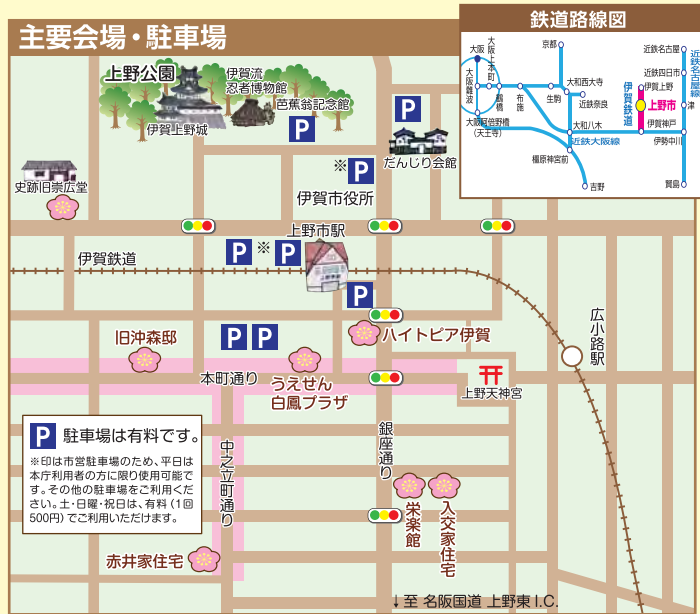 主要会場・駐車場
鉄道路線図
大阪
大阪上本町
大阪難波
鶴橋
布施
生駒
京都
大和西大寺
近鉄奈良
大和八木
大阪阿倍野橋
(天王寺)
橿原神宮前
吉野
近鉄大阪線
伊賀鉄道
伊賀上野
上野市
伊賀神戸
伊勢中川
近鉄名古屋
近鉄四日市
津
賢島
近鉄名古屋線
上野公園
伊賀流
忍者博物館
芭蕉翁記念館
伊賀上野城
P
P
だんじり会館
※P
伊賀市役所
史跡旧崇広堂
上野市駅
P ※ P
伊賀鉄道
P
ハイトピア伊賀
広小路駅
旧沖森邸
P P
うえせん
白鳳プラザ
本町通り
上野天神宮
P 駐車場は有料です。
※印は市営駐車場のため、平日は
本庁利用者の方に限り使用可能で
す。その他の駐車場をご利用くだ
さい。土・日曜・祝日は、有料(1回
500円)でご利用いただけます。
中之立町通り
銀座通り
栄楽館
入交家住宅
赤井家住宅
↓至 名阪国道 上野東I.C.